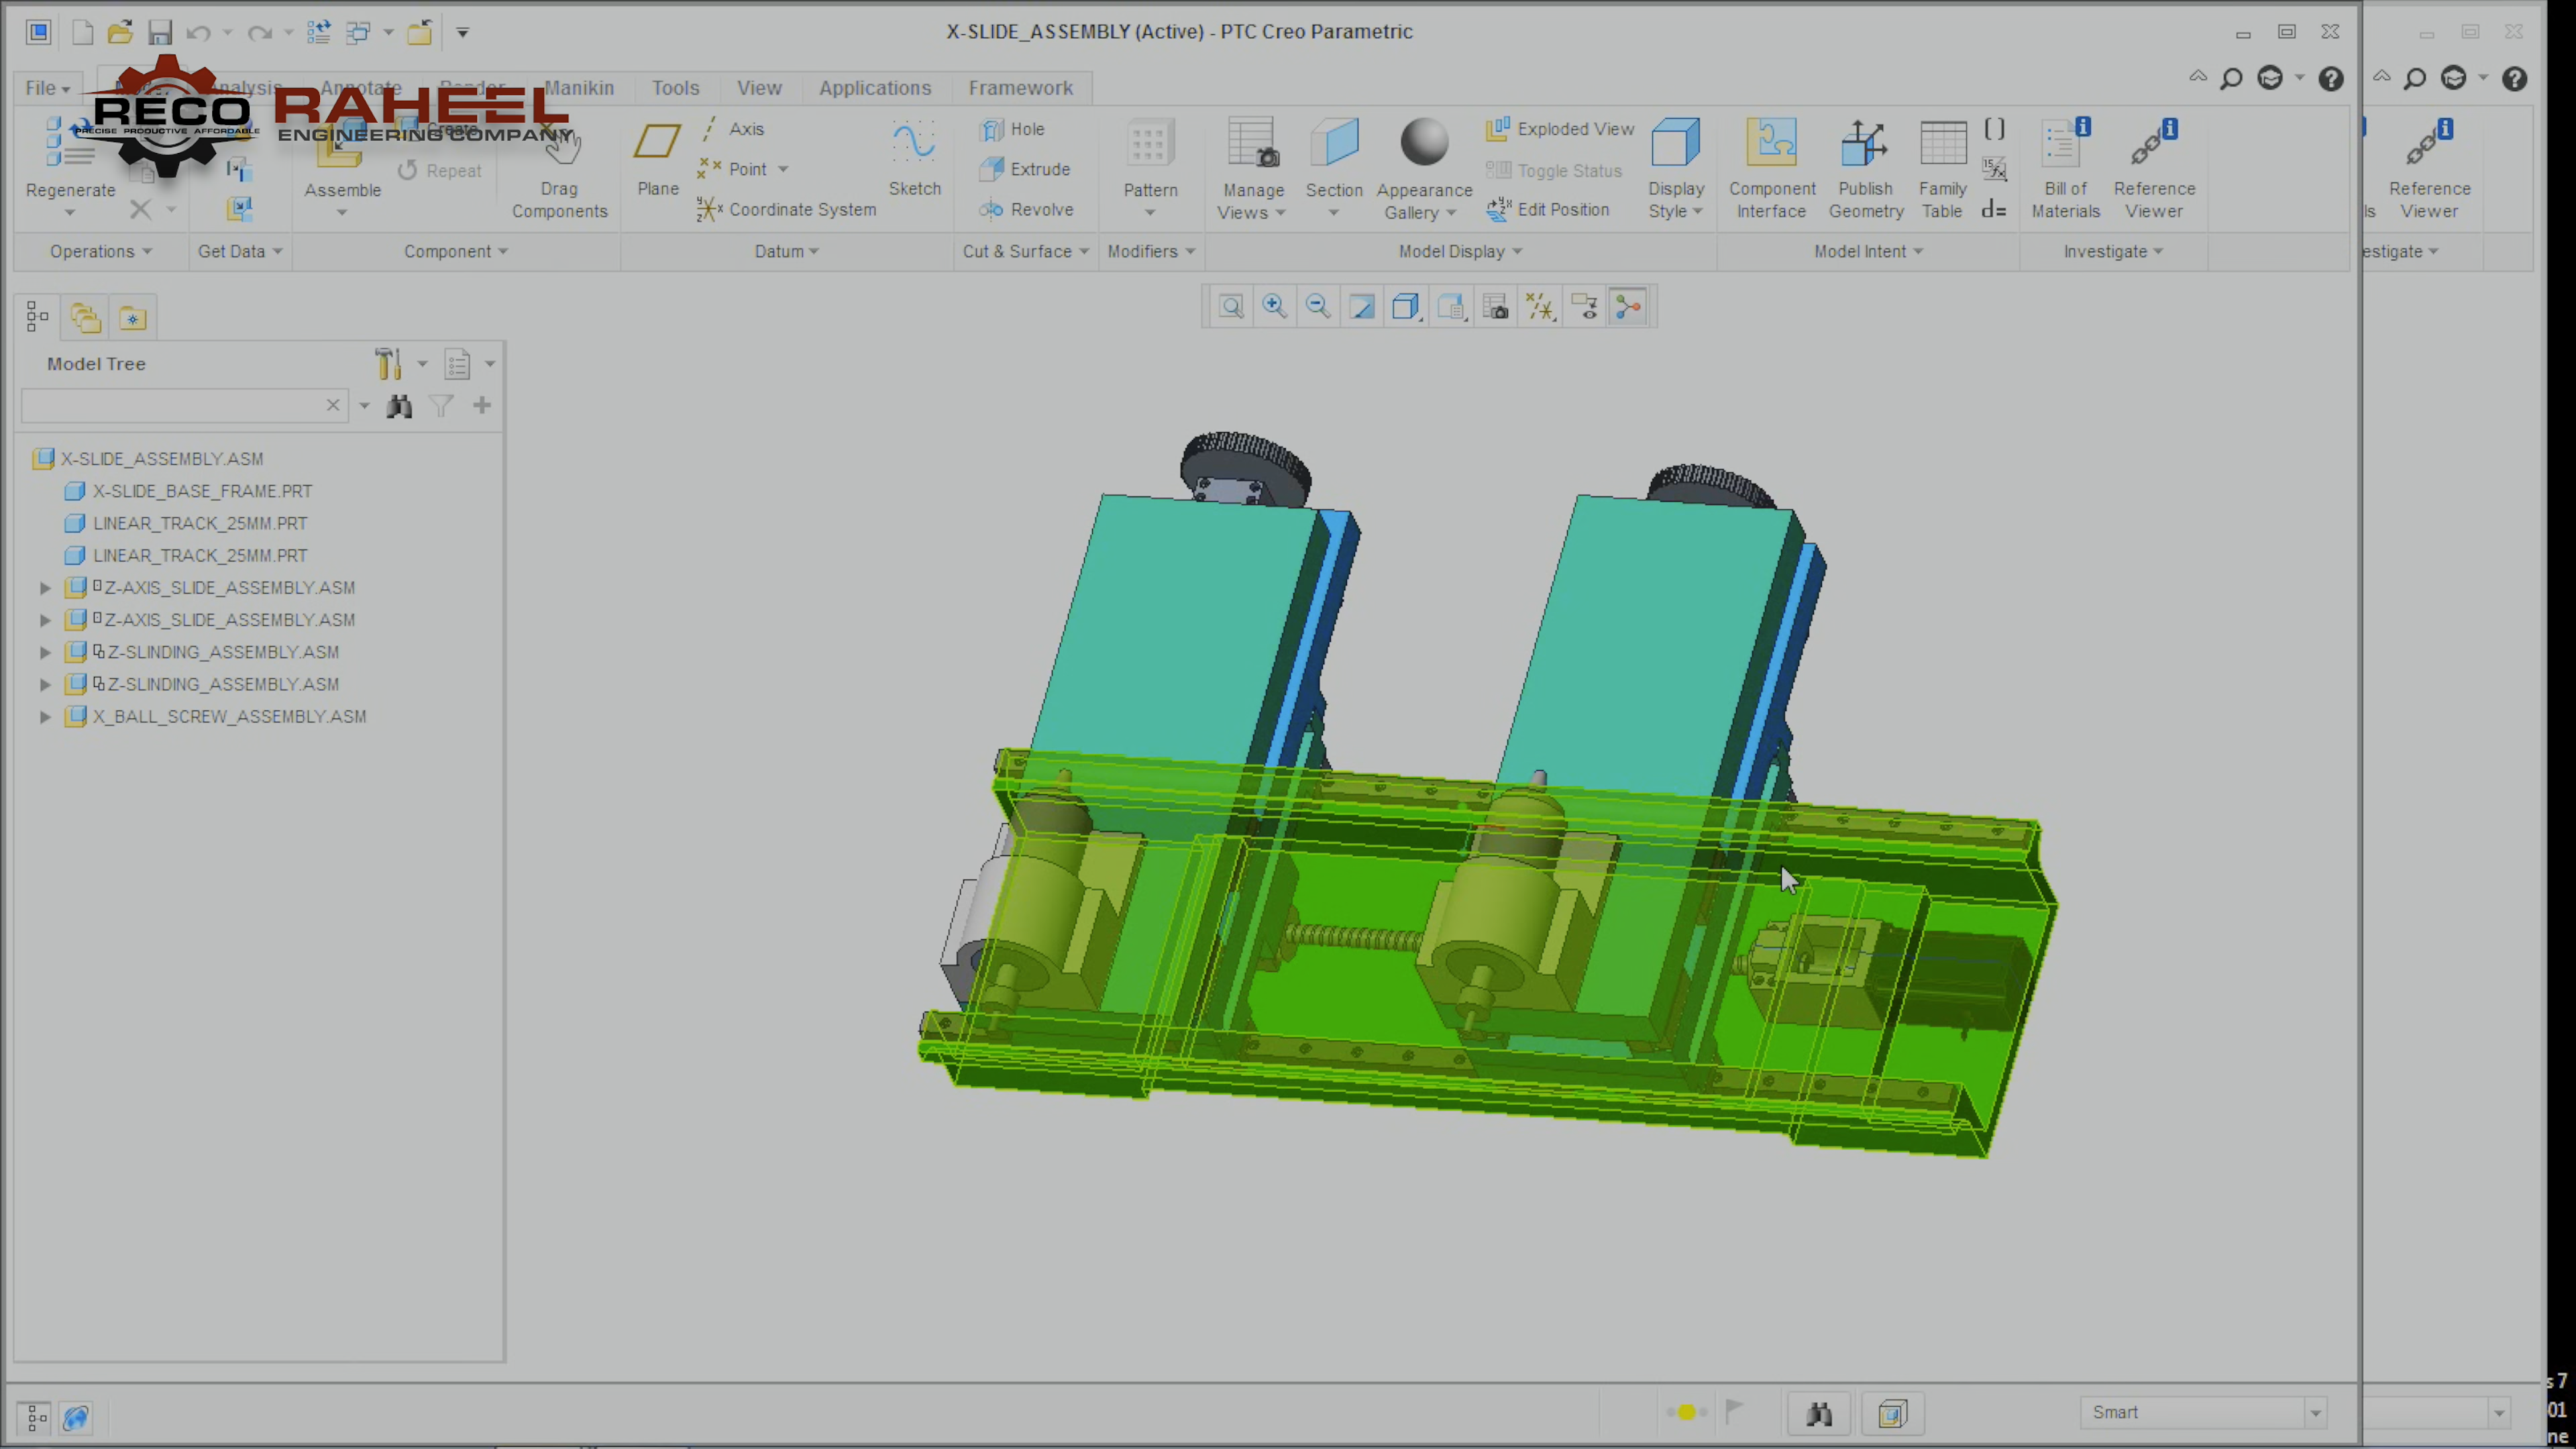 X-SLIDE_ASSEMBLY (Active) - PTC Creo Parametric
File
Analysis
Annotate
Render
Manikin
Tools
View
Applications
Framework
RECO
PRECISE PRODUCTIVE AFFORDABLE
RAHEEL
ENGINEERING COMPANY
Regenerate
Assemble
Create
Repeat
Drag
Components
Plane
Axis
Point
Coordinate System
Sketch
Hole
Extrude
Revolve
Pattern
Manage
Views
Section
Appearance
Gallery
Exploded View
Toggle Status
Edit Position
Display
Style
Component
Interface
Publish
Geometry
Family
Table
d=
Bill of
Materials
Reference
Viewer
ls
Reference
Viewer
Operations
Get Data
Component
Datum
Cut & Surface
Modifiers
Model Display
Model Intent
Investigate
estigate
Model Tree
X-SLIDE_ASSEMBLY.ASM
X-SLIDE_BASE_FRAME.PRT
LINEAR_TRACK_25MM.PRT
LINEAR_TRACK_25MM.PRT
Z-AXIS_SLIDE_ASSEMBLY.ASM
Z-AXIS_SLIDE_ASSEMBLY.ASM
Z-SLINDING_ASSEMBLY.ASM
Z-SLINDING_ASSEMBLY.ASM
X_BALL_SCREW_ASSEMBLY.ASM
Smart
s 7
01
ne